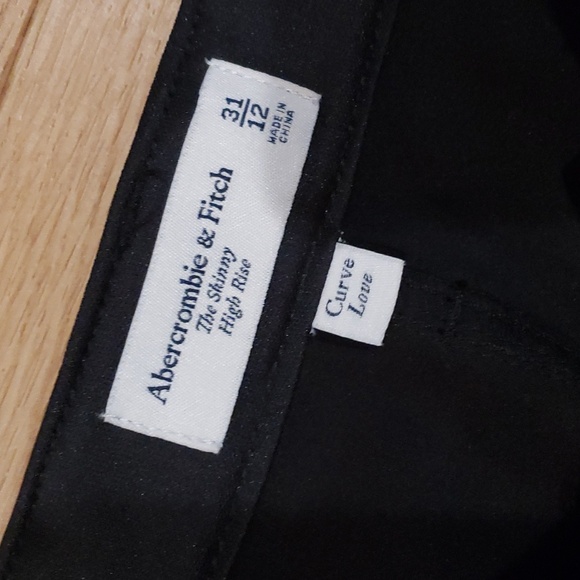 Abercrombie & Fitch
The Skinny
High Rise
31
12
MADE IN
CHINA
Curve
Love